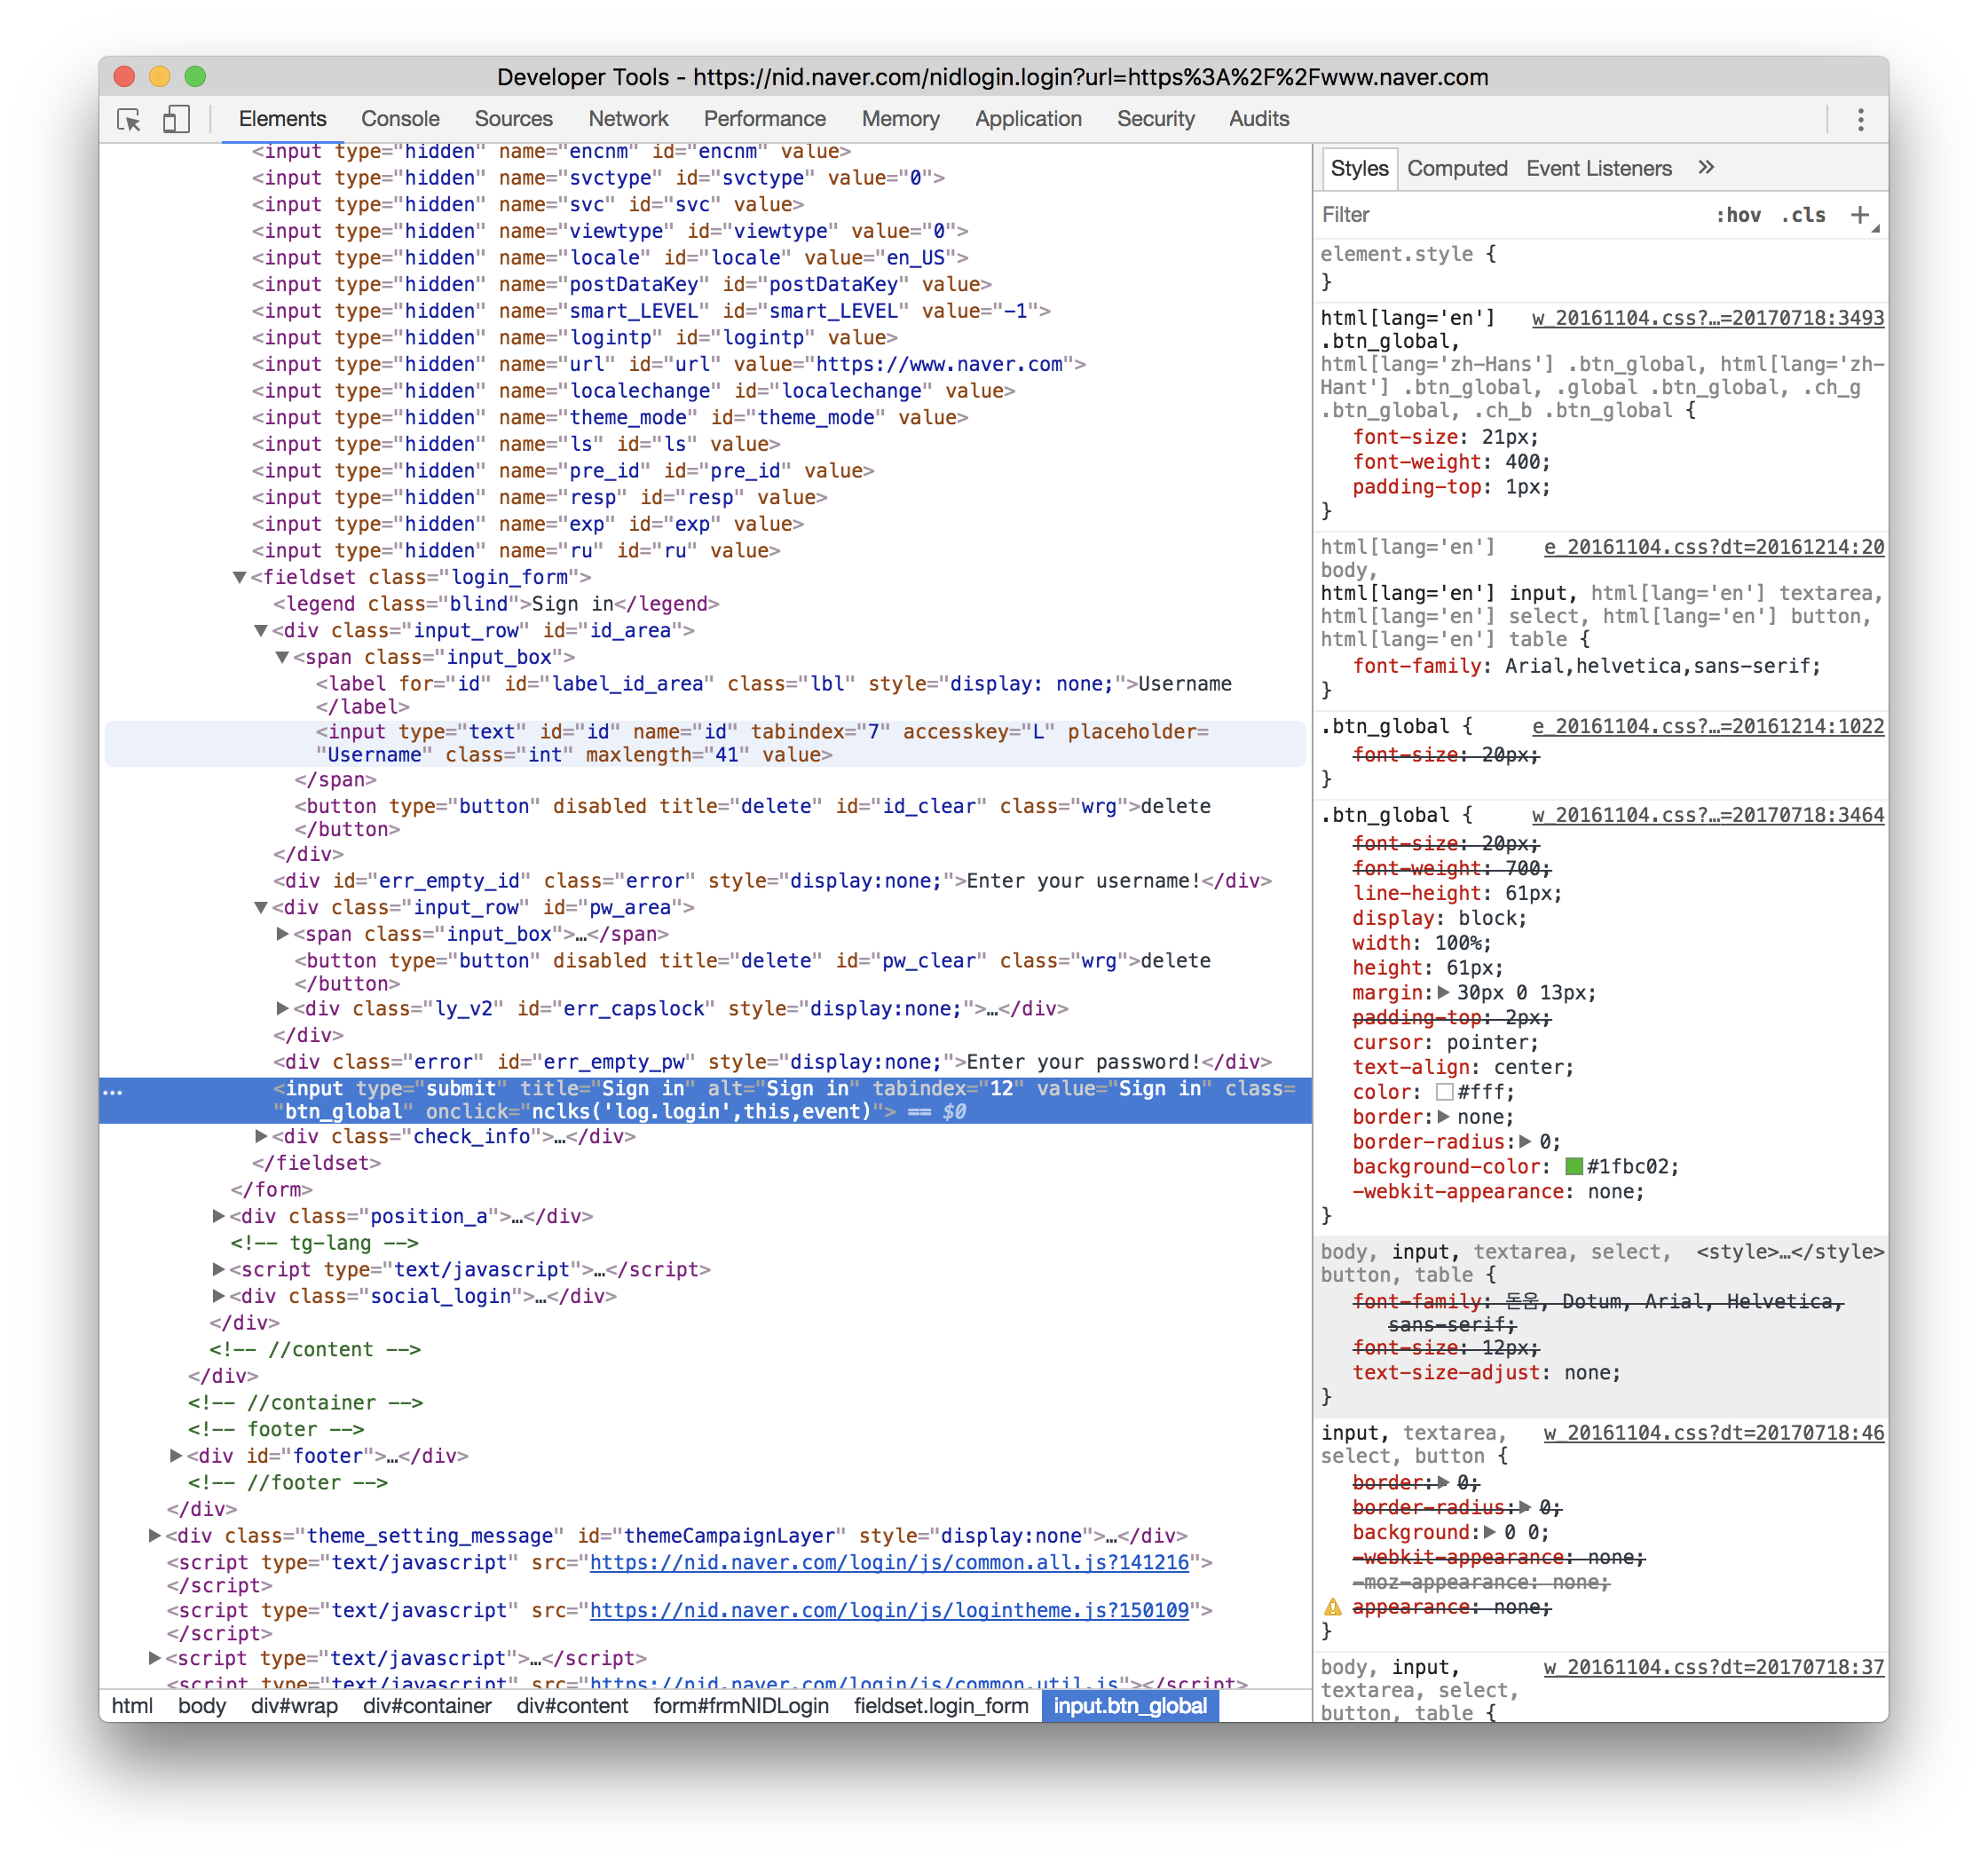 Developer Tools - https://nid.naver.com/nidlogin.login?url=https%3A%2F%2Fwww.naver.com
Elements Console Sources Network Performance Memory Application Security Audits
<input type="hidden" name="encnm" id="encnm" value>
<input type="hidden" name="svctype" id="svctype" value="0">
<input type="hidden" name="svc" id="svc" value>
<input type="hidden" name="viewtype" id="viewtype" value="0">
<input type="hidden" name="locale" id="locale" value="en_US">
<input type="hidden" name="postDataKey" id="postDataKey" value>
<input type="hidden" name="smart_LEVEL" id="smart_LEVEL" value="-1">
<input type="hidden" name="logintp" id="logintp" value>
<input type="hidden" name="url" id="url" value="https://www.naver.com">
<input type="hidden" name="localechange" id="localechange" value>
<input type="hidden" name="theme_mode" id="theme_mode" value>
<input type="hidden" name="ls" id="ls" value>
<input type="hidden" name="pre_id" id="pre_id" value>
<input type="hidden" name="resp" id="resp" value>
<input type="hidden" name="exp" id="exp" value>
<input type="hidden" name="ru" id="ru" value>
▼<fieldset class="login_form">
<legend class="blind">Sign in</legend>
▼<div class="input_row" id="id_area">
▼<span class="input_box">
<label for="id" id="label_id_area" class="lbl" style="display: none;">Username
</label>
<input type="text" id="id" name="id" tabindex="7" accesskey="L" placeholder=
"Username" class="int" maxlength="41" value>
</span>
<button type="button" disabled title="delete" id="id_clear" class="wrg">delete
</button>
</div>
<div id="err_empty_id" class="error" style="display:none;">Enter your username!</div>
▼<div class="input_row" id="pw_area">
▶<span class="input_box">…</span>
<button type="button" disabled title="delete" id="pw_clear" class="wrg">delete
</button>
▶<div class="ly_v2" id="err_capslock" style="display:none;">…</div>
</div>
<div class="error" id="err_empty_pw" style="display:none;">Enter your password!</div>
… <input type="submit" title="Sign in" alt="Sign in" tabindex="12" value="Sign in" class=
"btn_global" onclick="nclks('log.login',this,event)"> == $0
▶<div class="check_info">…</div>
</fieldset>
</form>
▶<div class="position_a">…</div>
<!-- tg-lang -->
▶<script type="text/javascript">…</script>
▶<div class="social_login">…</div>
</div>
<!-- //content -->
</div>
<!-- //container -->
<!-- footer -->
▶<div id="footer">…</div>
<!-- //footer -->
</div>
▶<div class="theme_setting_message" id="themeCampaignLayer" style="display:none">…</div>
<script type="text/javascript" src="https://nid.naver.com/login/js/common.all.js?141216">
</script>
<script type="text/javascript" src="https://nid.naver.com/login/js/logintheme.js?150109">
</script>
▶<script type="text/javascript">…</script>
<script type="text/javascript" src="https://nid.naver.com/login/js/common.util.js"></script>
html body div#wrap div#container div#content form#frmNIDLogin fieldset.login_form input.btn_global
Styles Computed Event Listeners »
Filter :hov .cls +
element.style {
}
html[lang='en'] w_20161104.css?…=20170718:3493
.btn_global,
html[lang='zh-Hans'] .btn_global, html[lang='zh-
Hant'] .btn_global, .global .btn_global, .ch_g
.btn_global, .ch_b .btn_global {
font-size: 21px;
font-weight: 400;
padding-top: 1px;
}
html[lang='en'] e_20161104.css?dt=20161214:20
body,
html[lang='en'] input, html[lang='en'] textarea,
html[lang='en'] select, html[lang='en'] button,
html[lang='en'] table {
font-family: Arial,helvetica,sans-serif;
}
.btn_global { e_20161104.css?…=20161214:1022
font-size: 20px;
}
.btn_global { w_20161104.css?…=20170718:3464
font-size: 20px;
font-weight: 700;
line-height: 61px;
display: block;
width: 100%;
height: 61px;
margin:▶30px 0 13px;
padding-top: 2px;
cursor: pointer;
text-align: center;
color: #fff;
border:▶none;
border-radius:▶0;
background-color: #1fbc02;
-webkit-appearance: none;
}
body, input, textarea, select, <style>…</style>
button, table {
font-family: 돋움, Dotum, Arial, Helvetica,
sans-serif;
font-size: 12px;
text-size-adjust: none;
}
input, textarea, w_20161104.css?dt=20170718:46
select, button {
border:▶0;
border-radius:▶0;
background:▶0 0;
-webkit-appearance: none;
-moz-appearance: none;
appearance: none;
}
body, input, w_20161104.css?dt=20170718:37
textarea, select,
button, table {